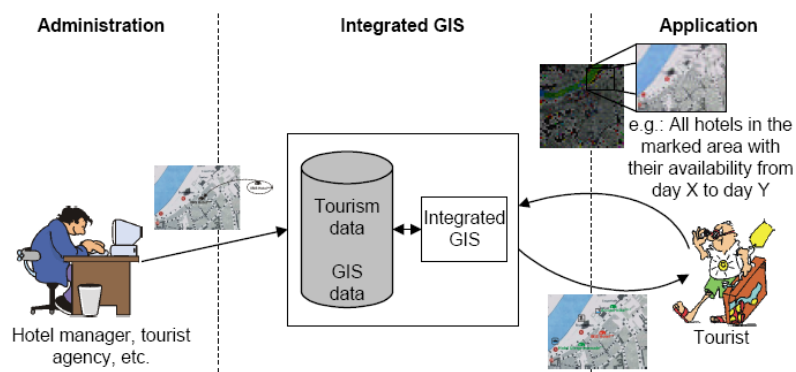 Administration
Integrated GIS
Application
e.g.: All hotels in the
marked area with
their availability from
day X to day Y
Tourism
data
GIS
data
Integrated
GIS
Hotel manager, tourist
agency, etc.
Tourist